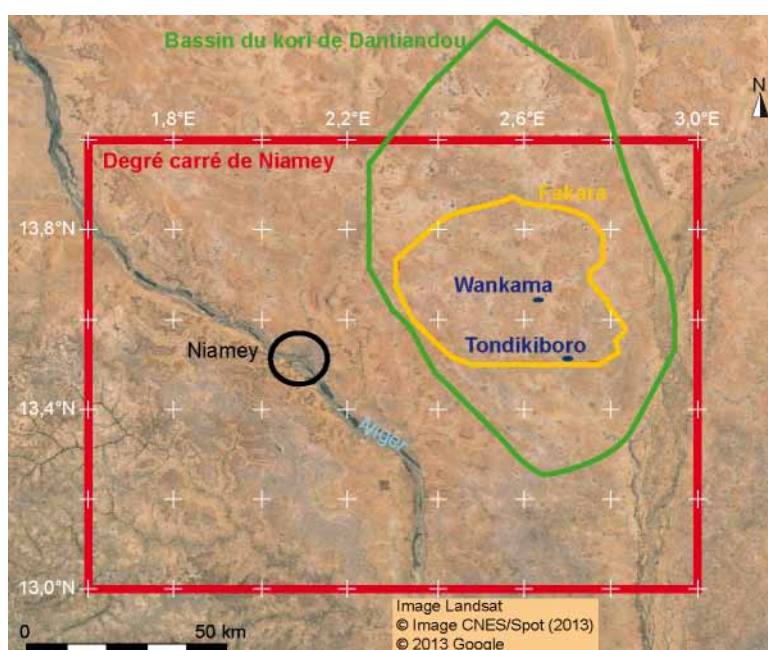 Bassin du kori de Dantiandou
N
1,8°E 2,2°E 2,6°E 3,0°E
Degré carré de Niamey
Fakara
13,8°N
Wankama
Niamey
Tondikiboro
13,4°N
Niger
13,0°N
0 50 km
Image Landsat
© Image CNES/Spot (2013)
© 2013 Google